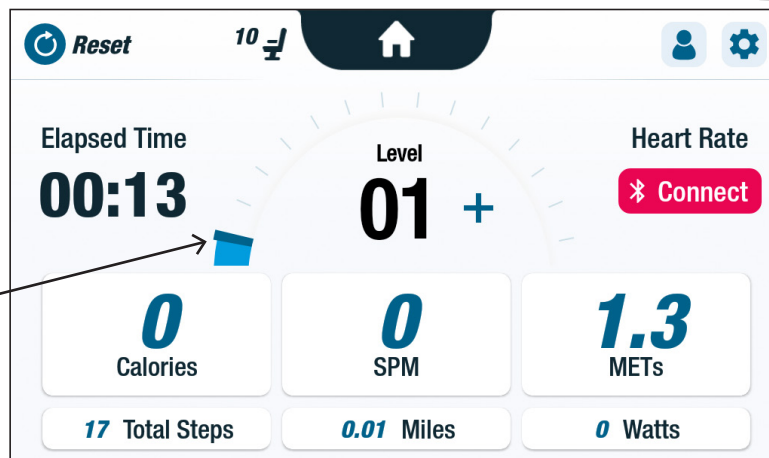 Reset
10
Elapsed Time
00:13
Level
01 +
Heart Rate
Connect
0
Calories
0
SPM
1.3
METs
17 Total Steps
0.01 Miles
0 Watts